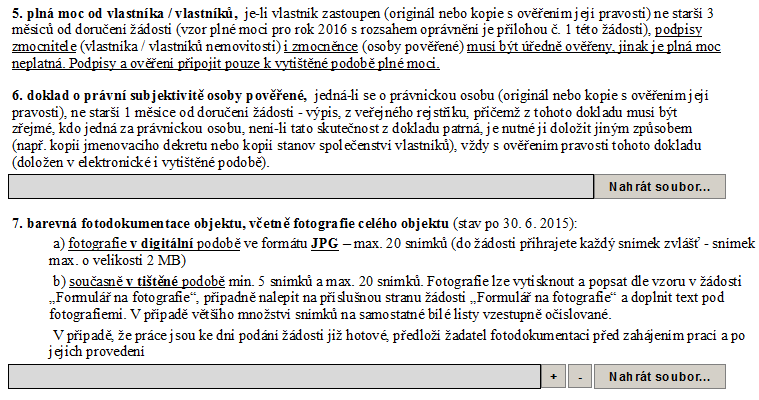 5. plná moc od vlastníka / vlastníků, je-li vlastník zastoupen (originál nebo kopie s ověřením její pravosti) ne starší 3
měsíců od doručení žádosti (vzor plné moci pro rok 2016 s rozsahem oprávnění je přílohou č. 1 této žádosti), podpisy
zmocnitele (vlastníka / vlastníků nemovitosti) i zmocněnce (osoby pověřené) musí být úředně ověřeny, jinak je plná moc
neplatná. Podpisy a ověření připojit pouze k vytištěné podobě plné moci.
6. doklad o právní subjektivitě osoby pověřené, jedná-li se o právnickou osobu (originál nebo kopie s ověřením její
pravosti), ne starší 1 měsíce od doručení žádosti - výpis, z veřejného rejstříku, přičemž z tohoto dokladu musí být
zřejmé, kdo jedná za právnickou osobu, není-li tato skutečnost z dokladu patrná, je nutné ji doložit jiným způsobem
(např. kopií jmenovacího dekretu nebo kopií stanov společenství vlastníků), vždy s ověřením pravosti tohoto dokladu
(doložen v elektronické i vytištěné podobě).
Nahrát soubor...
7. barevná fotodokumentace objektu, včetně fotografie celého objektu (stav po 30. 6. 2015):
a) fotografie v digitální podobě ve formátu JPG – max. 20 snímků (do žádosti přihrajete každý snímek zvlášť - snímek
max. o velikosti 2 MB)
b) současně v tištěné podobě min. 5 snímků a max. 20 snímků. Fotografie lze vytisknout a popsat dle vzoru v žádosti
„Formulář na fotografie“, případně nalepit na příslušnou stranu žádosti „Formulář na fotografie“ a doplnit text pod
fotografiemi. V případě většího množství snímků na samostatné bílé listy vzestupně očíslované.
V případě, že práce jsou ke dni podání žádosti již hotové, předloží žadatel fotodokumentaci před zahájením prací a po
jejich provedení
+ - Nahrát soubor...